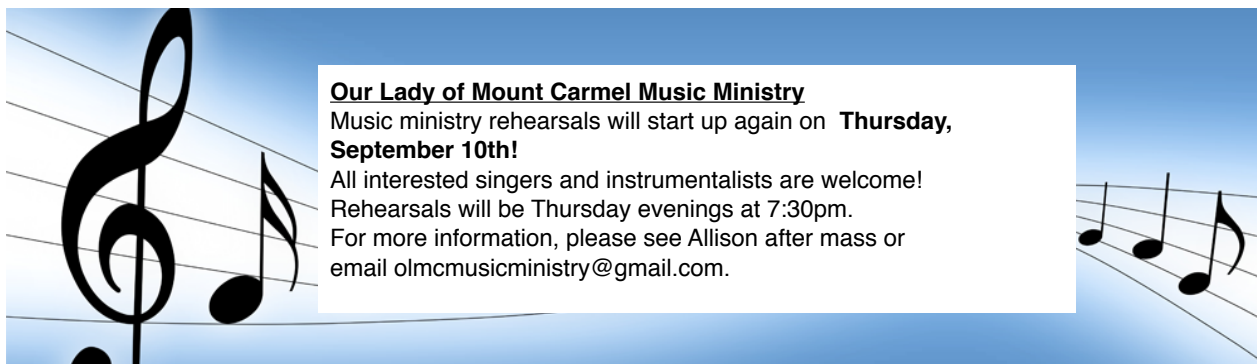 Our Lady of Mount Carmel Music Ministry
Music ministry rehearsals will start up again on Thursday,
September 10th!
All interested singers and instrumentalists are welcome!
Rehearsals will be Thursday evenings at 7:30pm.
For more information, please see Allison after mass or
email olmcmusicministry@gmail.com.